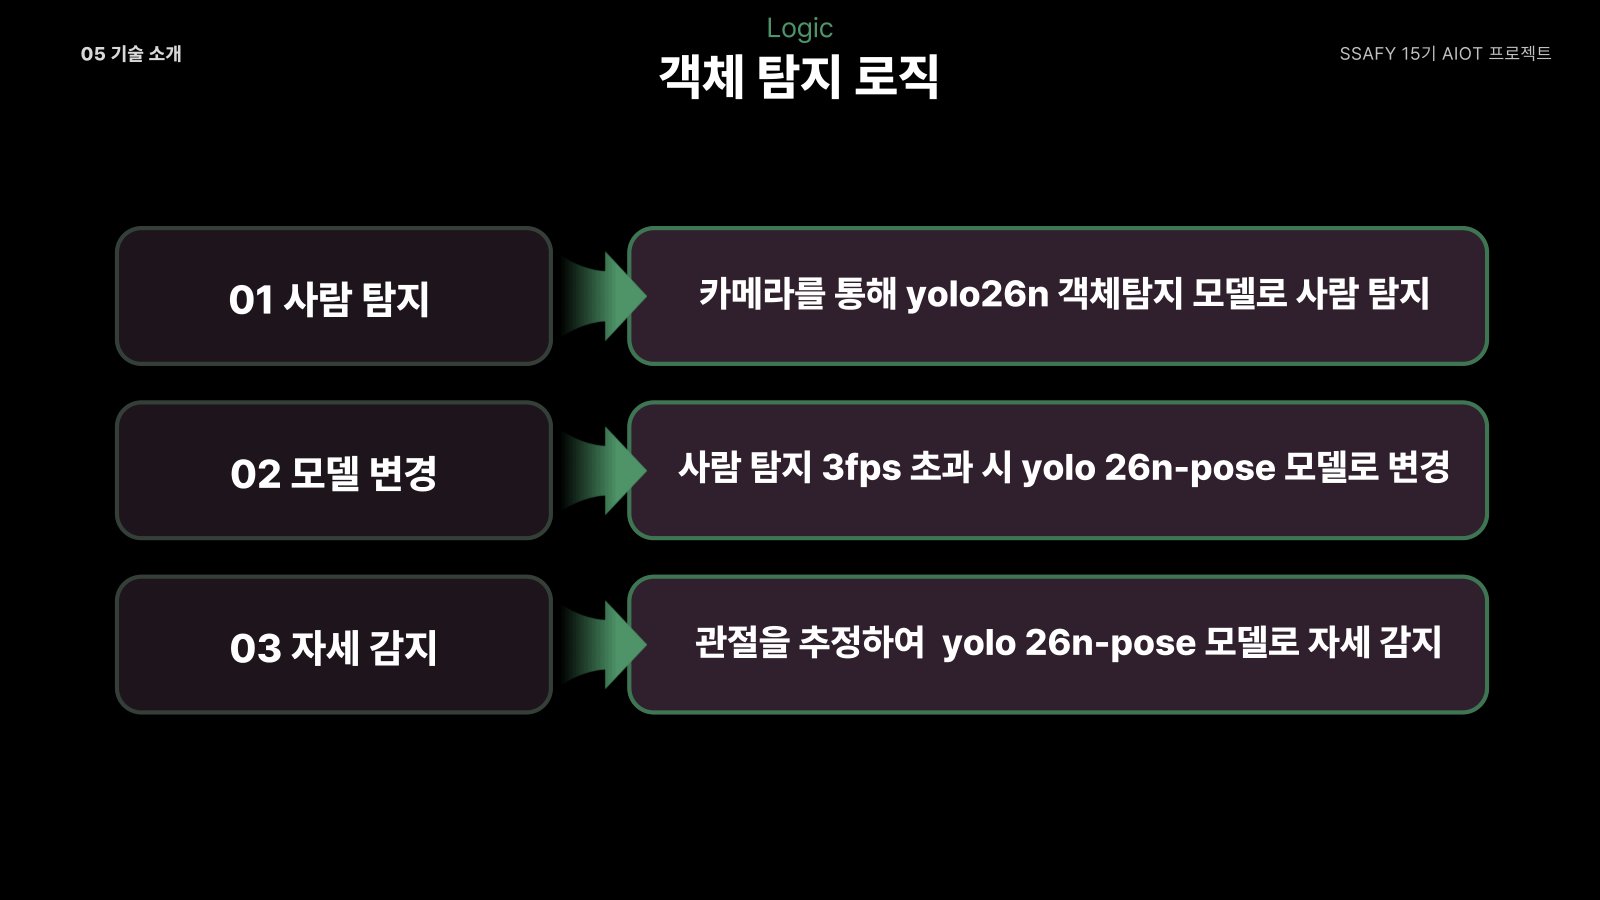 Logic
05 기술 소개
객체 탐지 로직
SSAFY 15기 AIOT 프로젝트
01 사람 탐지
카메라를 통해 yolo26n 객체탐지 모델로 사람 탐지
02 모델 변경
사람 탐지 3fps 초과 시 yolo 26n-pose 모델로 변경
03 자세 감지
관절을 추정하여  yolo 26n-pose 모델로 자세 감지